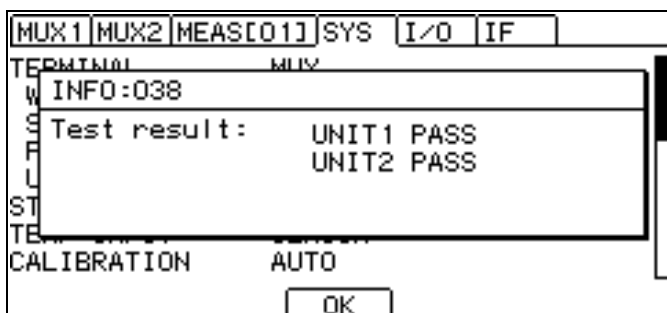 MUX1 MUX2 MEAS[01] SYS I/O IF
TERMINAL MUX
INFO:038
Test result: UNIT1 PASS
UNIT2 PASS
ST
CALIBRATION AUTO
OK